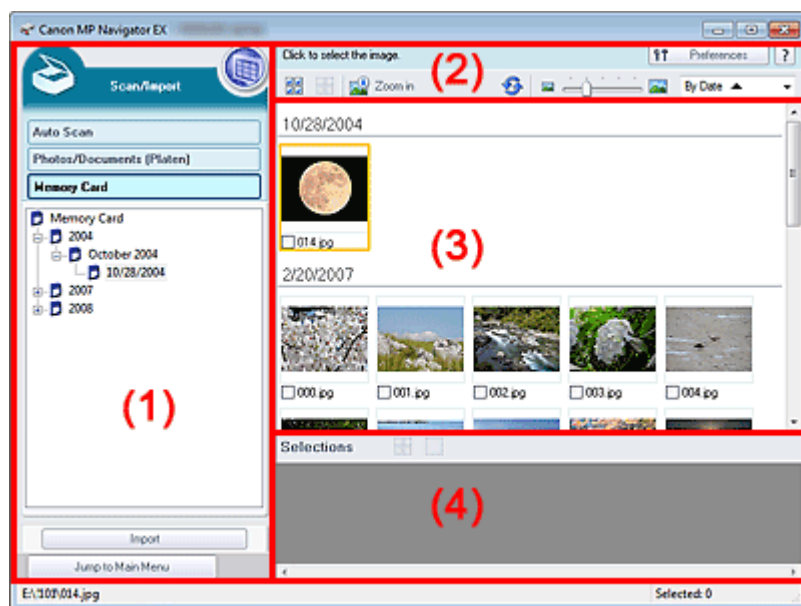 Canon MP Navigator EX
Scan/Import
Auto Scan
Photos/Documents (Platen)
Memory Card
Memory Card
2004
October 2004
10/28/2004
2007
2008
(1)
Import
Jump to Main Menu
Click to select the image.
(2)
Preferences
?
Zoom in
By Date
10/28/2004
014.jpg
(3)
2/20/2007
000.jpg
001.jpg
002.jpg
003.jpg
004.jpg
Selections
(4)
E:\103\014.jpg
Selected: 0